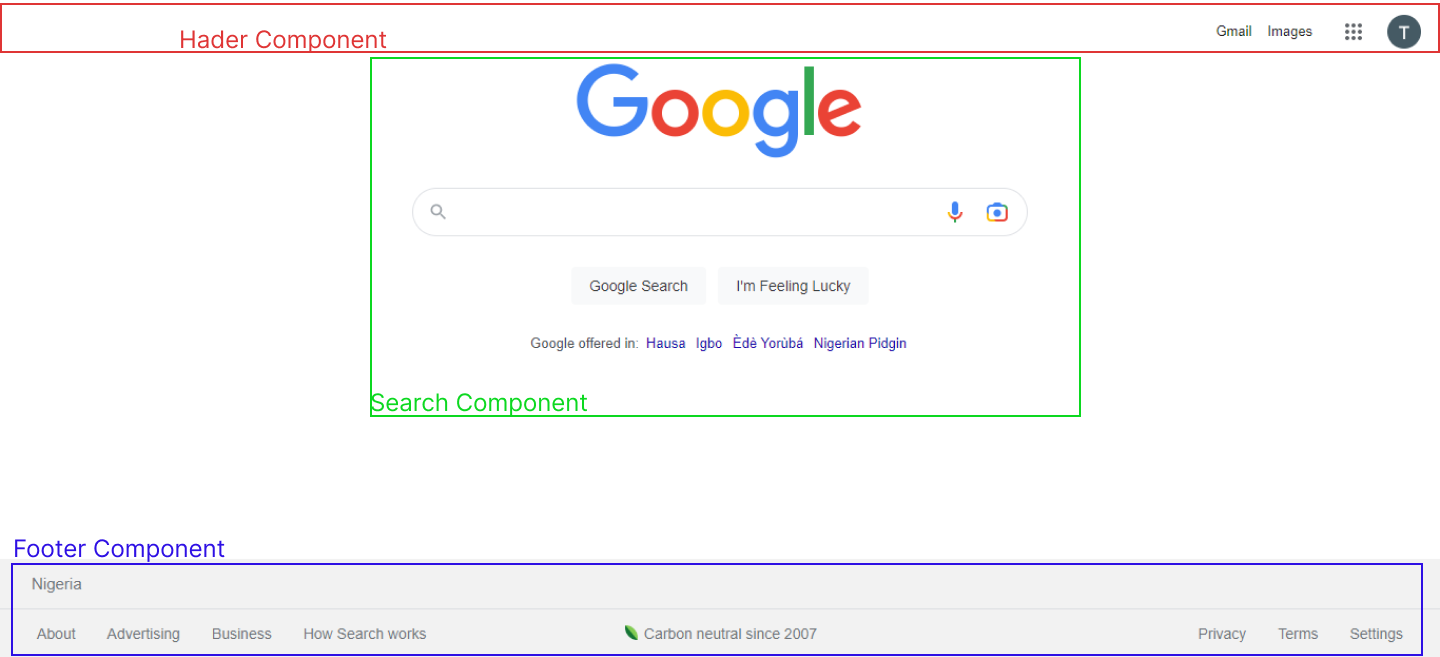 Hader Component
Gmail Images
T
Google
Google Search I'm Feeling Lucky
Google offered in: Hausa Igbo Èdè Yorùbá Nigerian Pidgin
Search Component
Footer Component
Nigeria
About Advertising Business How Search works Carbon neutral since 2007 Privacy Terms Settings